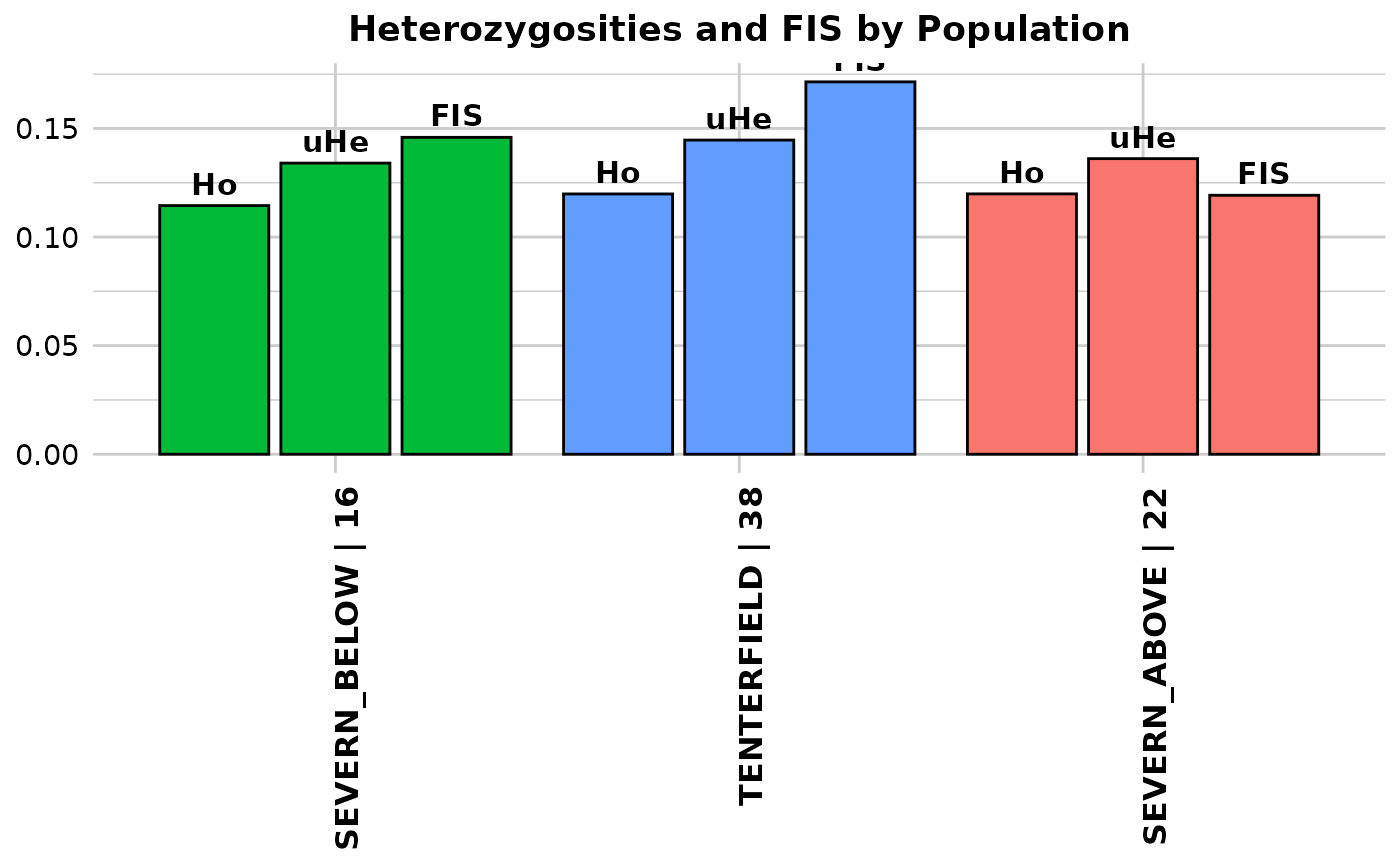 Heterozygosities and FIS by Population
0.15
0.10
0.05
0.00
Ho
uHe
FIS
Ho
uHe
FIS
Ho
uHe
FIS
SEVERN_BELOW | 16
TENTERFIELD | 38
SEVERN_ABOVE | 22